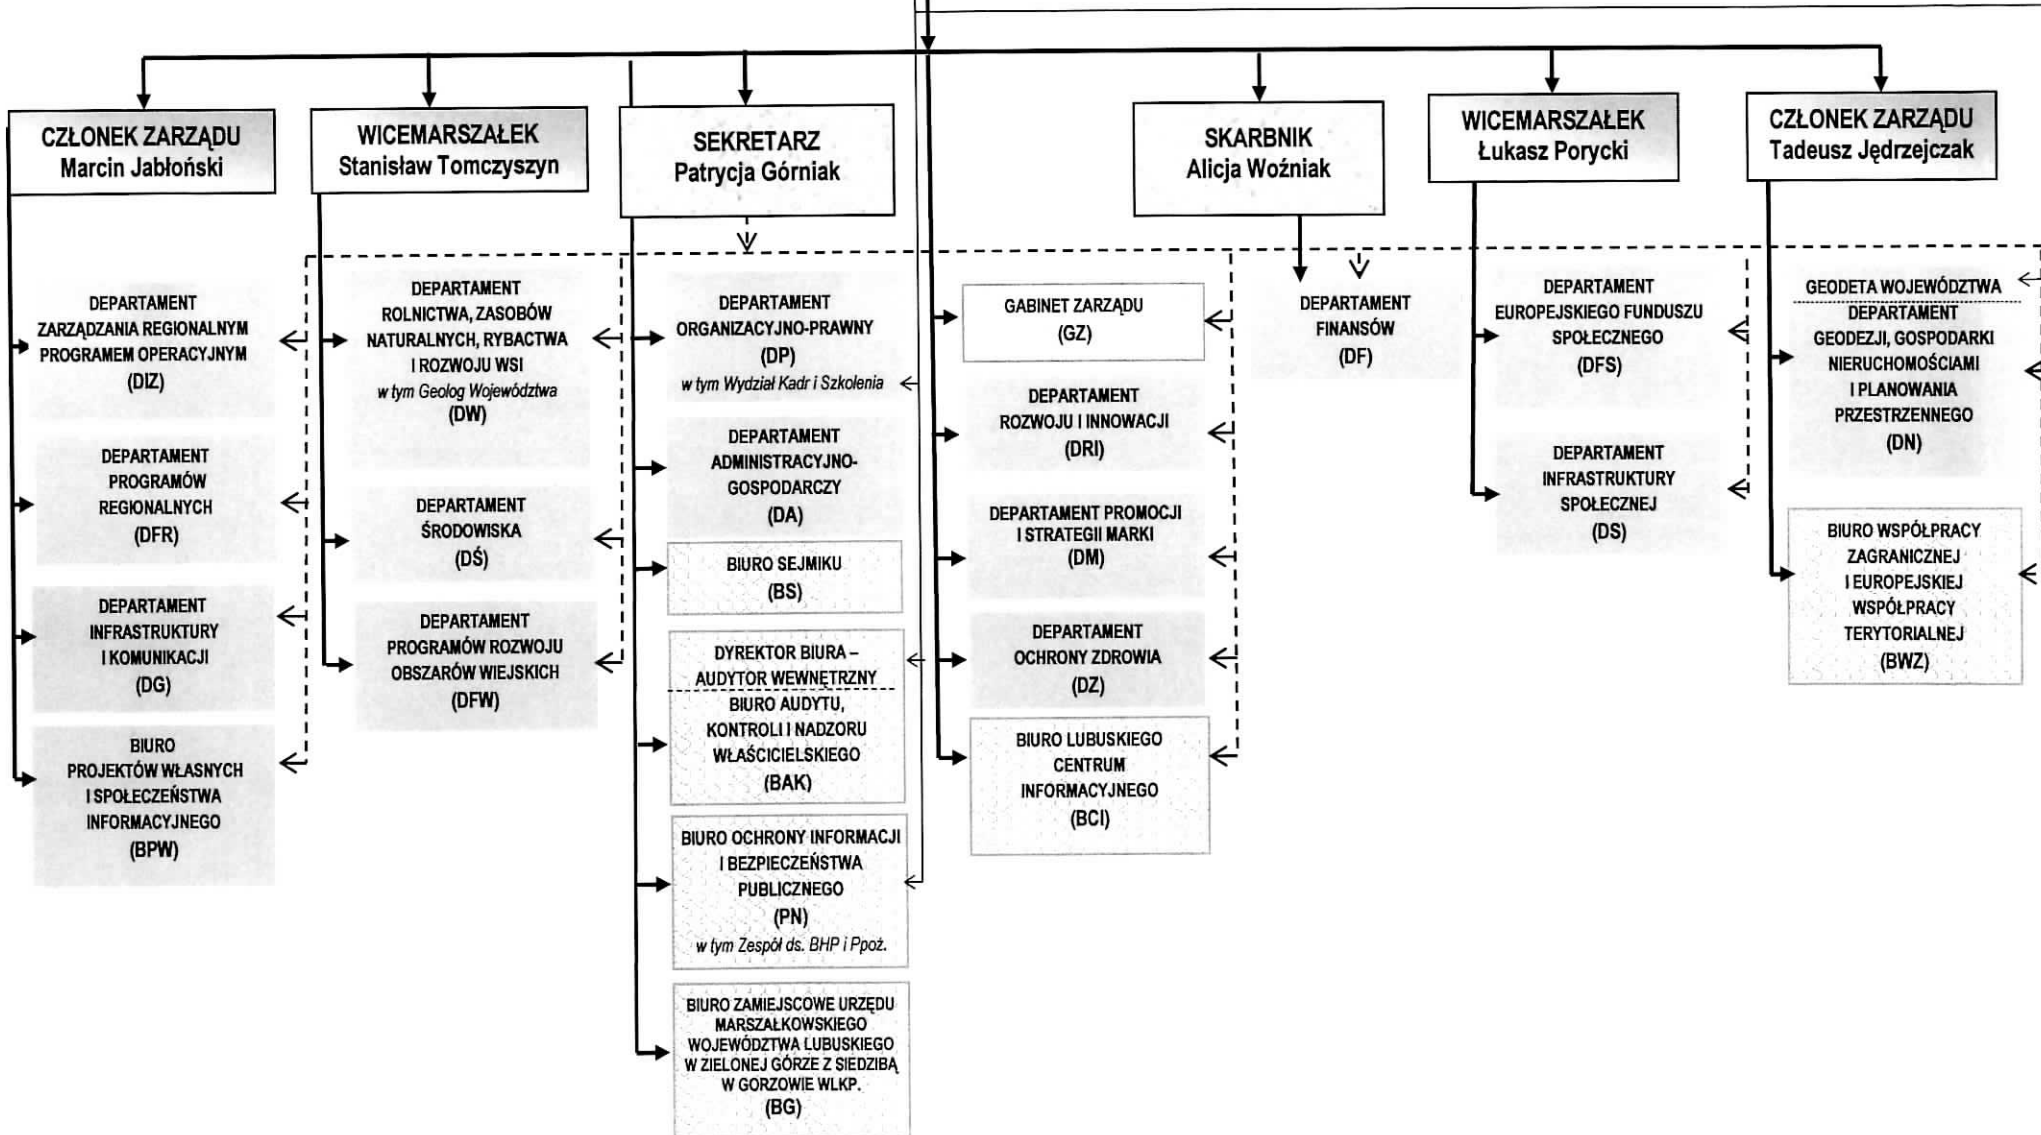 CZŁONEK ZARZĄDU
Marcin Jabłoński
WICEMARSZAŁEK
Stanisław Tomczyszyn
SEKRETARZ
Patrycja Górniak
SKARBNIK
Alicja Woźniak
WICEMARSZAŁEK
Łukasz Porycki
CZŁONEK ZARZĄDU
Tadeusz Jędrzejczak
DEPARTAMENT
ZARZĄDZANIA REGIONALNYM
PROGRAMEM OPERACYJNYM
(DIZ)
DEPARTAMENT
PROGRAMÓW
REGIONALNYCH
(DFR)
DEPARTAMENT
INFRASTRUKTURY
I KOMUNIKACJI
(DG)
BIURO
PROJEKTÓW WŁASNYCH
I SPOŁECZEŃSTWA
INFORMACYJNEGO
(BPW)
DEPARTAMENT
ROLNICTWA, ZASOBÓW
NATURALNYCH, RYBACTWA
I ROZWOJU WSI
w tym Geolog Województwa
(DW)
DEPARTAMENT
ŚRODOWISKA
(DŚ)
DEPARTAMENT
PROGRAMÓW ROZWOJU
OBSZARÓW WIEJSKICH
(DFW)
DEPARTAMENT
ORGANIZACYJNO-PRAWNY
(DP)
w tym Wydział Kadr i Szkolenia
DEPARTAMENT
ADMINISTRACYJNO-
GOSPODARCZY
(DA)
BIURO SEJMIKU
(BS)
DYREKTOR BIURA –
AUDYTOR WEWNĘTRZNY
BIURO AUDYTU,
KONTROLI I NADZORU
WŁAŚCICIELSKIEGO
(BAK)
BIURO OCHRONY INFORMACJI
I BEZPIECZEŃSTWA
PUBLICZNEGO
(PN)
w tym Zespół ds. BHP i Ppoż.
BIURO ZAMIEJSCOWE URZĘDU
MARSZAŁKOWSKIEGO
WOJEWÓDZTWA LUBUSKIEGO
W ZIELONEJ GÓRZE Z SIEDZIBĄ
W GORZOWIE WLKP.
(BG)
GABINET ZARZĄDU
(GZ)
DEPARTAMENT
ROZWOJU I INNOWACJI
(DRI)
DEPARTAMENT PROMOCJI
I STRATEGII MARKI
(DM)
DEPARTAMENT
OCHRONY ZDROWIA
(DZ)
BIURO LUBUSKIEGO
CENTRUM
INFORMACYJNEGO
(BCI)
DEPARTAMENT
FINANSÓW
(DF)
DEPARTAMENT
EUROPEJSKIEGO FUNDUSZU
SPOŁECZNEGO
(DFS)
DEPARTAMENT
INFRASTRUKTURY
SPOŁECZNEJ
(DS)
GEODETA WOJEWÓDZTWA
DEPARTAMENT
GEODEZJI, GOSPODARKI
NIERUCHOMOŚCIAMI
I PLANOWANIA
PRZESTRZENNEGO
(DN)
BIURO WSPÓŁPRACY
ZAGRANICZNEJ
I EUROPEJSKIEJ
WSPÓŁPRACY
TERYTORIALNEJ
(BWZ)